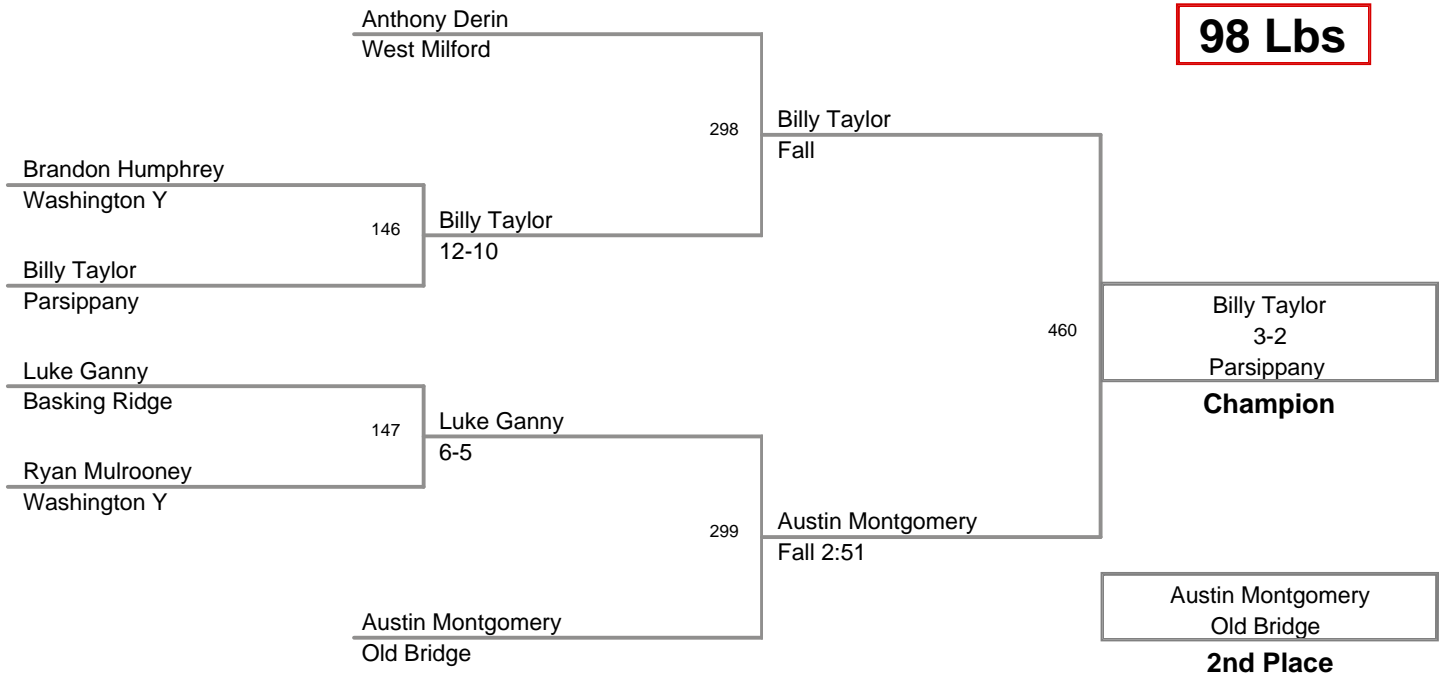 Anthony Derin
West Milford
98 Lbs
298
Billy Taylor
Fall
Brandon Humphrey
Washington Y
146
Billy Taylor
12-10
Billy Taylor
Parsippany
460
Billy Taylor
3-2
Parsippany
Champion
Luke Ganny
Basking Ridge
147
Luke Ganny
6-5
Ryan Mulrooney
Washington Y
299
Austin Montgomery
Fall 2:51
Austin Montgomery
Old Bridge
Austin Montgomery
Old Bridge
2nd Place